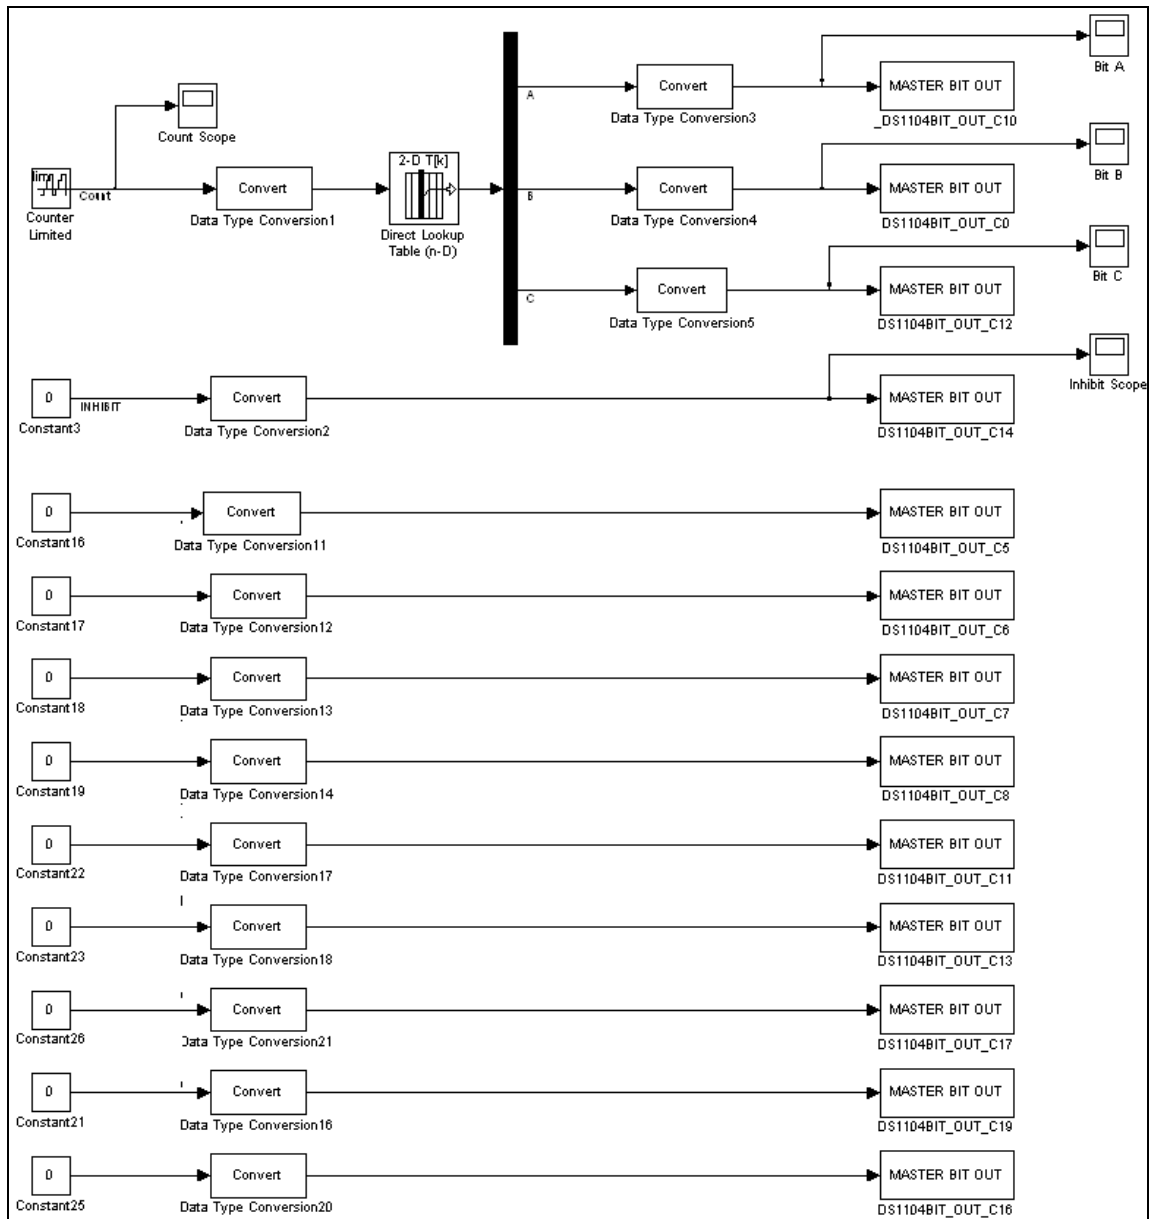 Bit A
Convert
MASTER BIT OUT
Data Type Conversion3
_DS1104BIT_OUT_C10
A
Count Scope
Bit B
lim
Count
Counter
Limited
Convert
Data Type Conversion1
2-D T[k]
Direct Lookup
Table (n-D)
B
Convert
Data Type Conversion4
MASTER BIT OUT
DS1104BIT_OUT_C0
Bit C
C
Convert
Data Type Conversion5
MASTER BIT OUT
DS1104BIT_OUT_C12
Inhibit Scope
0
INHIBIT
Constant3
Convert
Data Type Conversion2
MASTER BIT OUT
DS1104BIT_OUT_C14
0
Constant16
Convert
Data Type Conversion11
MASTER BIT OUT
DS1104BIT_OUT_C5
0
Constant17
Convert
Data Type Conversion12
MASTER BIT OUT
DS1104BIT_OUT_C6
0
Constant18
Convert
Data Type Conversion13
MASTER BIT OUT
DS1104BIT_OUT_C7
0
Constant19
Convert
Data Type Conversion14
MASTER BIT OUT
DS1104BIT_OUT_C8
0
Constant22
Convert
Data Type Conversion17
MASTER BIT OUT
DS1104BIT_OUT_C11
0
Constant23
Convert
Data Type Conversion18
MASTER BIT OUT
DS1104BIT_OUT_C13
0
Constant26
Convert
Data Type Conversion21
MASTER BIT OUT
DS1104BIT_OUT_C17
0
Constant21
Convert
Data Type Conversion16
MASTER BIT OUT
DS1104BIT_OUT_C19
0
Constant25
Convert
Data Type Conversion20
MASTER BIT OUT
DS1104BIT_OUT_C16